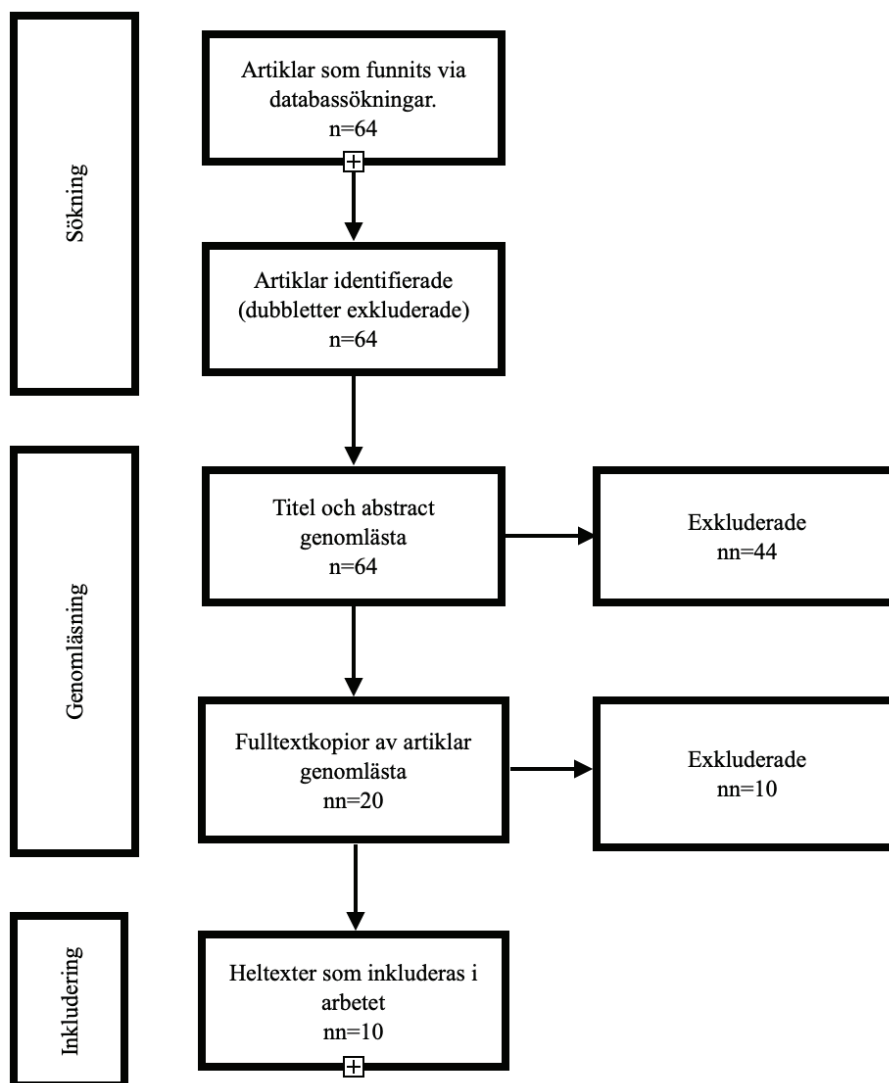 Sökning
Artiklar som funnits via
databassökningar.
n=64
Artiklar identifierade
(dubbletter exkluderade)
n=64
Genomläsning
Titel och abstract
genomlästa
n=64
Exkluderade
nn=44
Fulltextkopior av artiklar
genomlästa
nn=20
Exkluderade
nn=10
Inkludering
Heltexter som inkluderas i
arbetet
nn=10